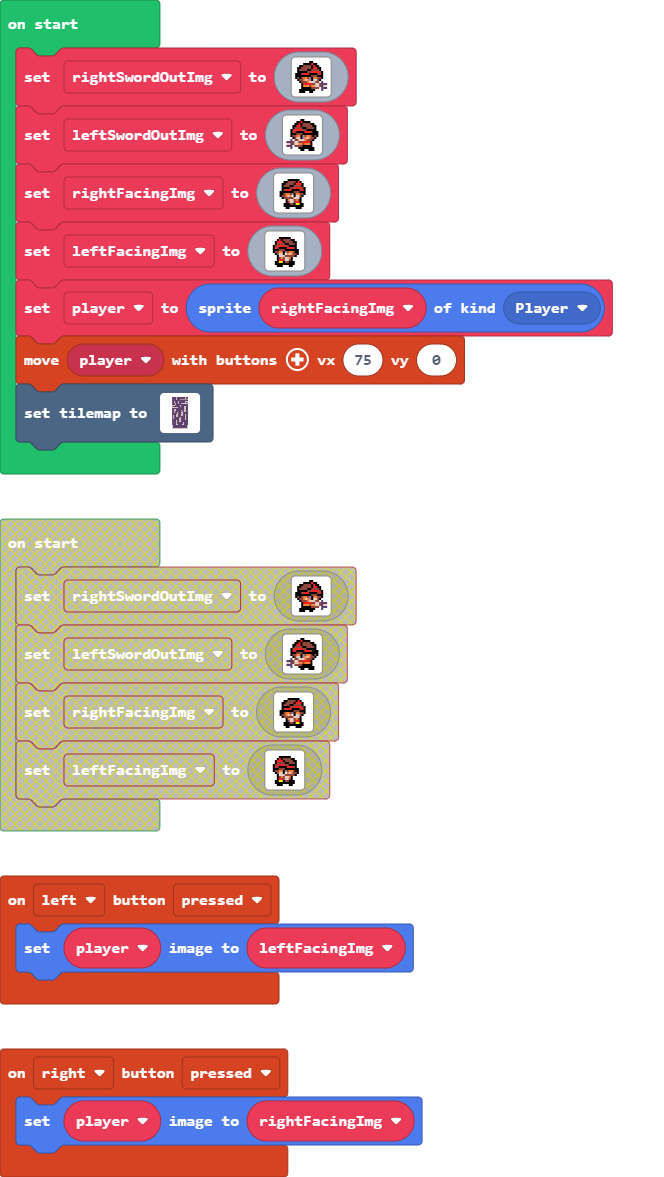 on start
set rightSwordOutImg to
set leftSwordOutImg to
set rightFacingImg to
set leftFacingImg to
set player to sprite rightFacingImg of kind Player
move player with buttons vx 75 vy 0
set tilemap to
on start
set rightSwordOutImg to
set leftSwordOutImg to
set rightFacingImg to
set leftFacingImg to
on left button pressed
set player image to leftFacingImg
on right button pressed
set player image to rightFacingImg